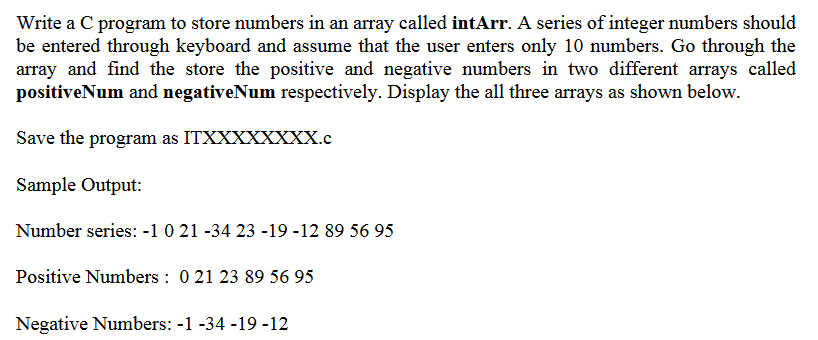 Write a C program to store numbers in an array called intArr. A series of integer numbers should
be entered through keyboard and assume that the user enters only 10 numbers. Go through the
array and find the store the positive and negative numbers in two different arrays called
positiveNum and negativeNum respectively. Display the all three arrays as shown below.
Save the program as ITXXXXXXXX.c
Sample Output:
Number series: -1 0 21 -34 23 -19 -12 89 56 95
Positive Numbers : 0 21 23 89 56 95
Negative Numbers: -1 -34 -19 -12